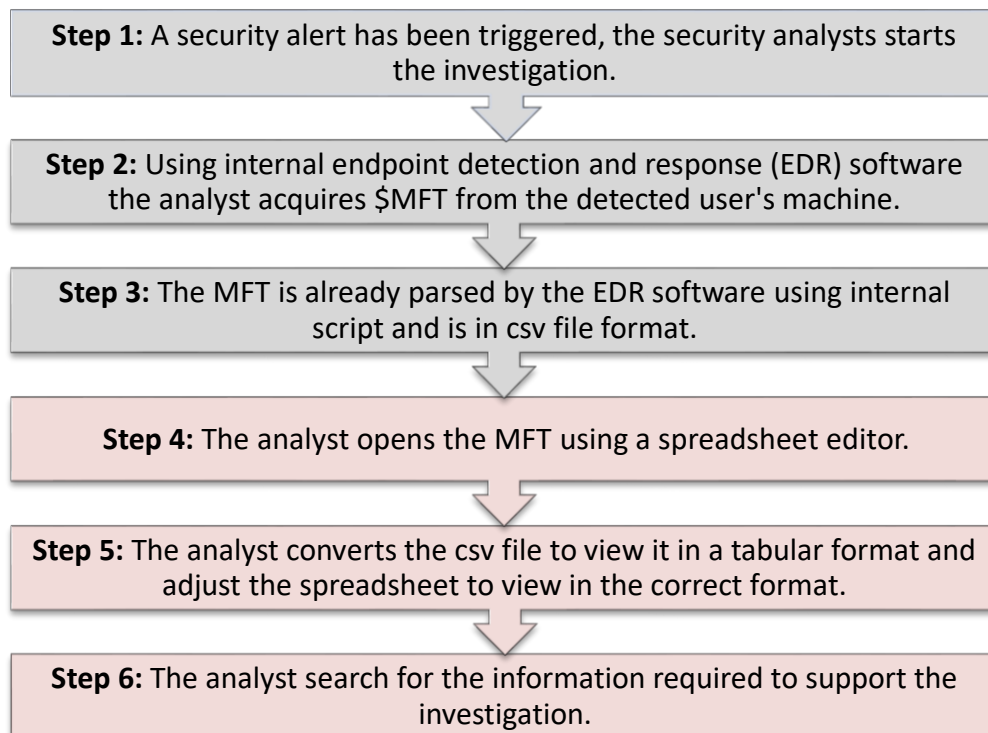 Step 1: A security alert has been triggered, the security analysts starts
the investigation.
Step 2: Using internal endpoint detection and response (EDR) software
the analyst acquires $MFT from the detected user's machine.
Step 3: The MFT is already parsed by the EDR software using internal
script and is in csv file format.
Step 4: The analyst opens the MFT using a spreadsheet editor.
Step 5: The analyst converts the csv file to view it in a tabular format and
adjust the spreadsheet to view in the correct format.
Step 6: The analyst search for the information required to support the
investigation.